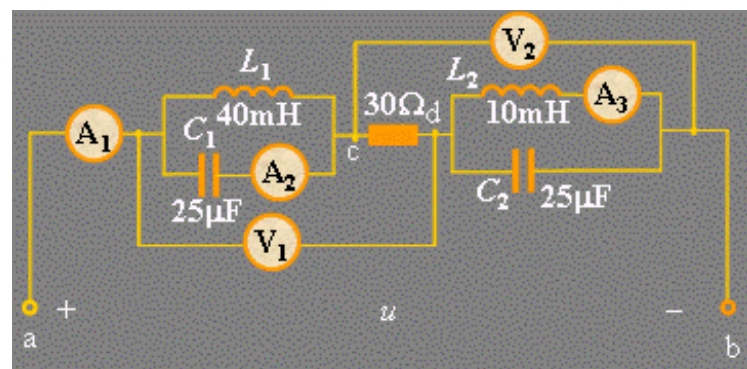 V₂
L₁
L₂
A₁
40mH
30Ω
d
10mH
A₃
C₁
c
A₂
25μF
C₂
25μF
V₁
+
u
−
a
b